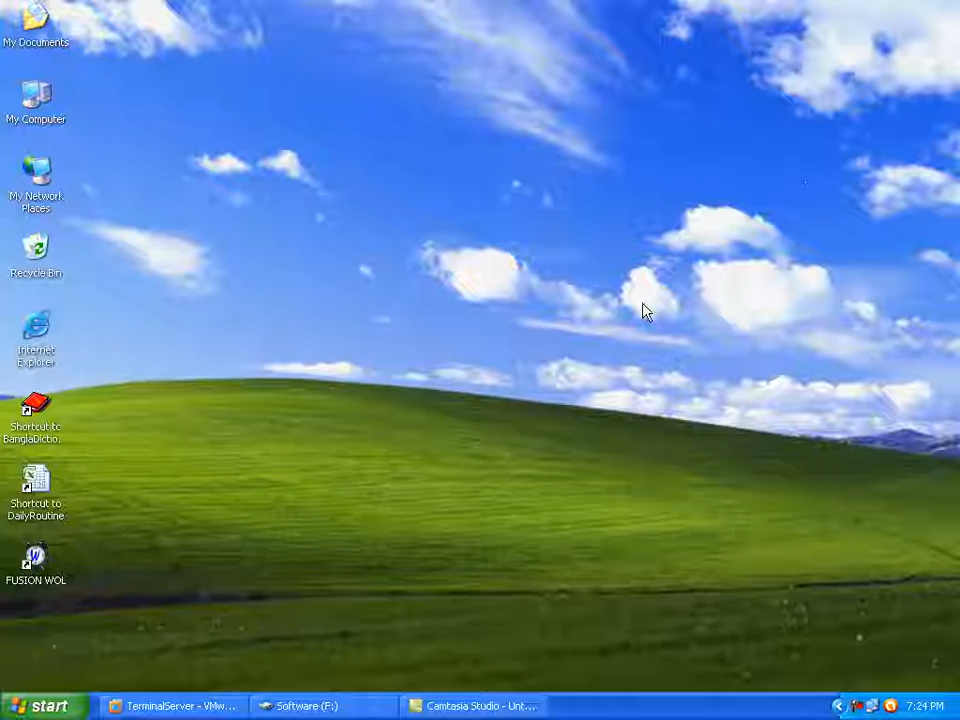 My Documents
My Computer
My Network
Places
Recycle Bin
Internet
Explorer
Shortcut to
BanglaDictio...
Shortcut to
DailyRoutine
FUSION WOL
start
TerminalServer - VMw...
Software (F:)
Camtasia Studio - Unt...
7:24 PM